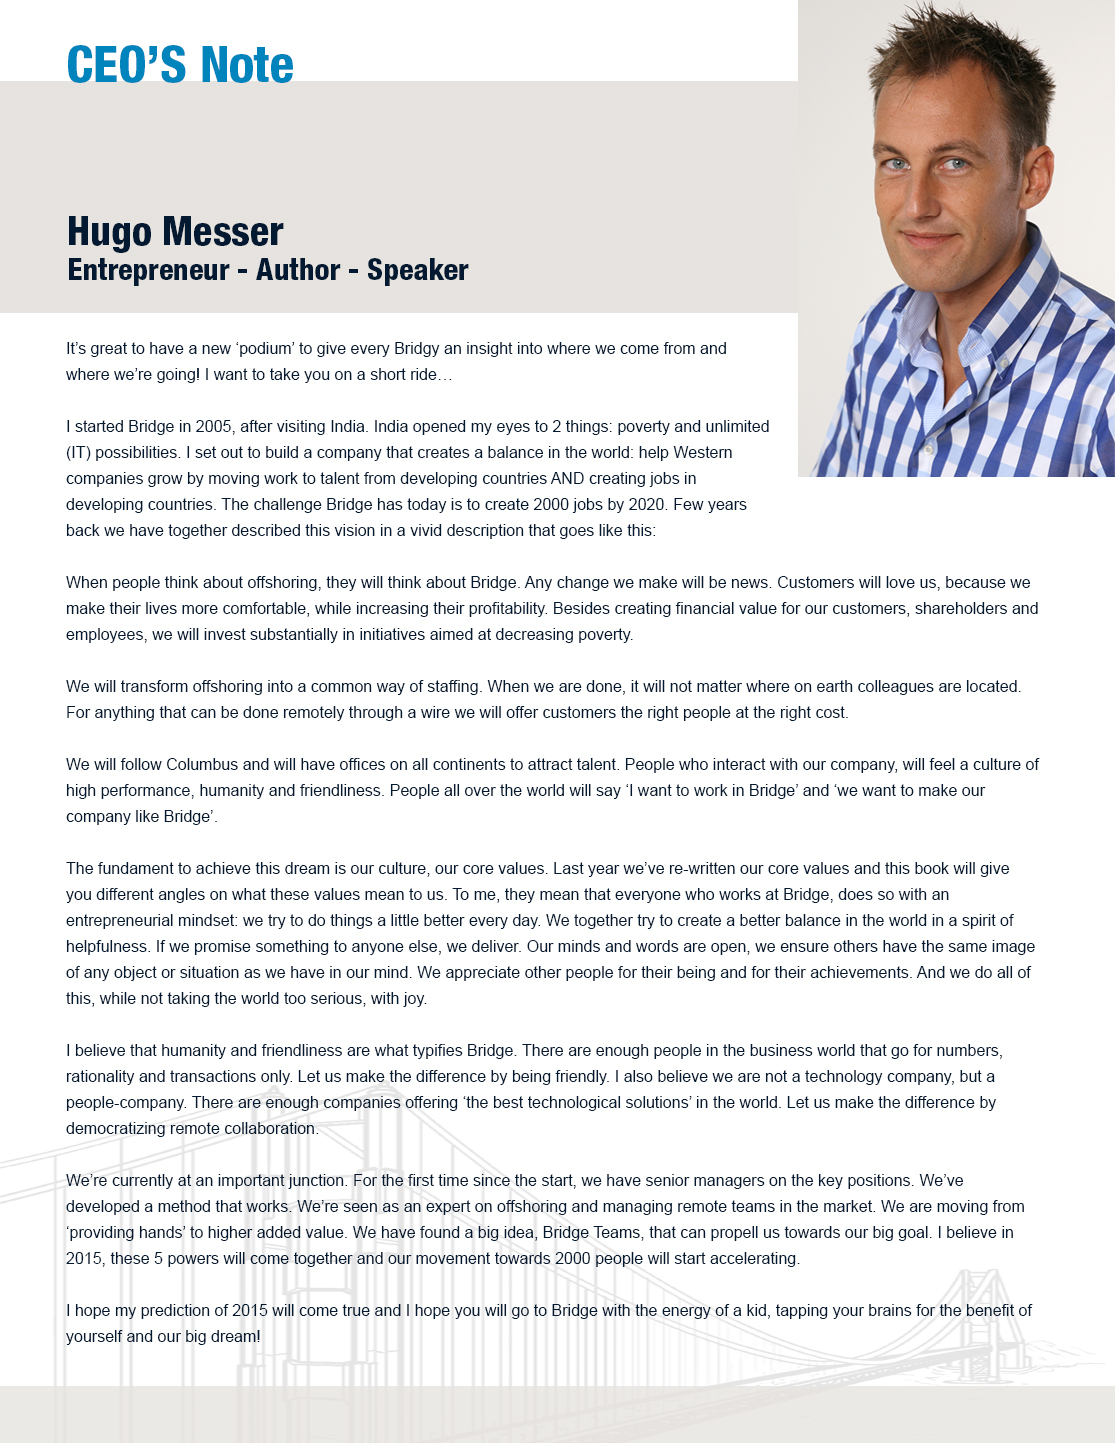 CEO’S Note
Hugo Messer
Entrepreneur - Author - Speaker
It’s great to have a new ‘podium’ to give every Bridgy an insight into where we come from and
where we’re going! I want to take you on a short ride…
I started Bridge in 2005, after visiting India. India opened my eyes to 2 things: poverty and unlimited
(IT) possibilities. I set out to build a company that creates a balance in the world: help Western
companies grow by moving work to talent from developing countries AND creating jobs in
developing countries. The challenge Bridge has today is to create 2000 jobs by 2020. Few years
back we have together described this vision in a vivid description that goes like this:
When people think about offshoring, they will think about Bridge. Any change we make will be news. Customers will love us, because we
make their lives more comfortable, while increasing their profitability. Besides creating financial value for our customers, shareholders and
employees, we will invest substantially in initiatives aimed at decreasing poverty.
We will transform offshoring into a common way of staffing. When we are done, it will not matter where on earth colleagues are located.
For anything that can be done remotely through a wire we will offer customers the right people at the right cost.
We will follow Columbus and will have offices on all continents to attract talent. People who interact with our company, will feel a culture of
high performance, humanity and friendliness. People all over the world will say ‘I want to work in Bridge’ and ‘we want to make our
company like Bridge’.
The fundament to achieve this dream is our culture, our core values. Last year we’ve re-written our core values and this book will give
you different angles on what these values mean to us. To me, they mean that everyone who works at Bridge, does so with an
entrepreneurial mindset: we try to do things a little better every day. We together try to create a better balance in the world in a spirit of
helpfulness. If we promise something to anyone else, we deliver. Our minds and words are open, we ensure others have the same image
of any object or situation as we have in our mind. We appreciate other people for their being and for their achievements. And we do all of
this, while not taking the world too serious, with joy.
I believe that humanity and friendliness are what typifies Bridge. There are enough people in the business world that go for numbers,
rationality and transactions only. Let us make the difference by being friendly. I also believe we are not a technology company, but a
people-company. There are enough companies offering ‘the best technological solutions’ in the world. Let us make the difference by
democratizing remote collaboration.
We’re currently at an important junction. For the first time since the start, we have senior managers on the key positions. We’ve
developed a method that works. We’re seen as an expert on offshoring and managing remote teams in the market. We are moving from
‘providing hands’ to higher added value. We have found a big idea, Bridge Teams, that can propell us towards our big goal. I believe in
2015, these 5 powers will come together and our movement towards 2000 people will start accelerating.
I hope my prediction of 2015 will come true and I hope you will go to Bridge with the energy of a kid, tapping your brains for the benefit of
yourself and our big dream!